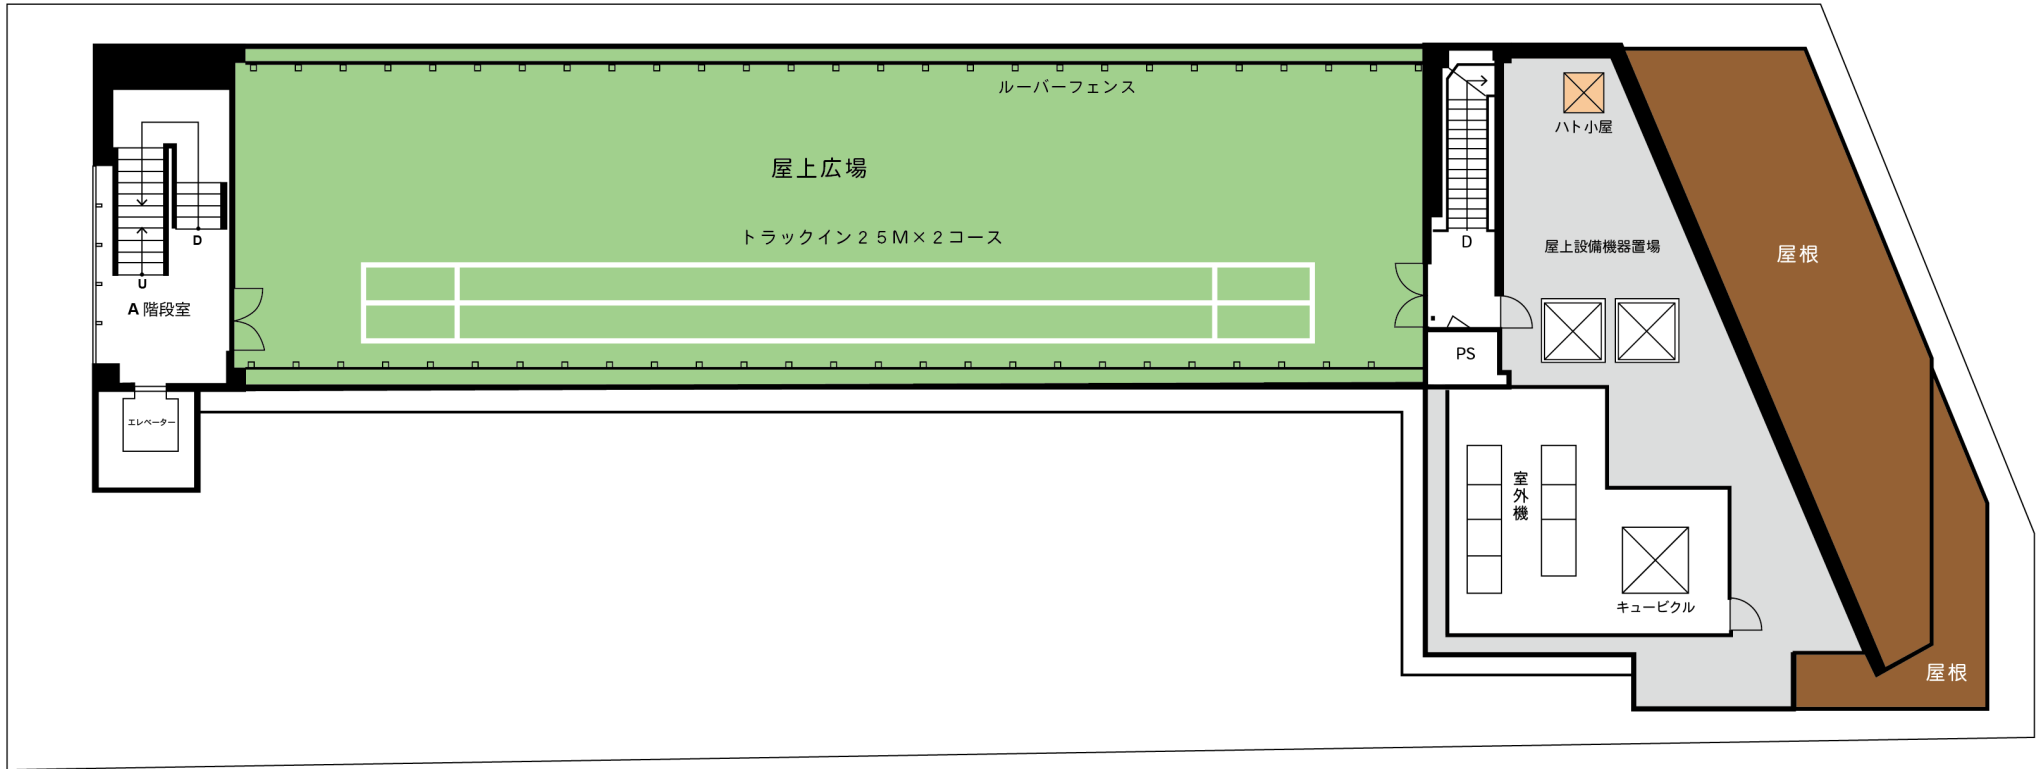 ルーバーフェンス
ハト小屋
屋上広場
トラックイン25M×2コース
D
D
屋上設備機器置場
屋根
U
A階段室
PS
エレベーター
室外機
キュービクル
屋根